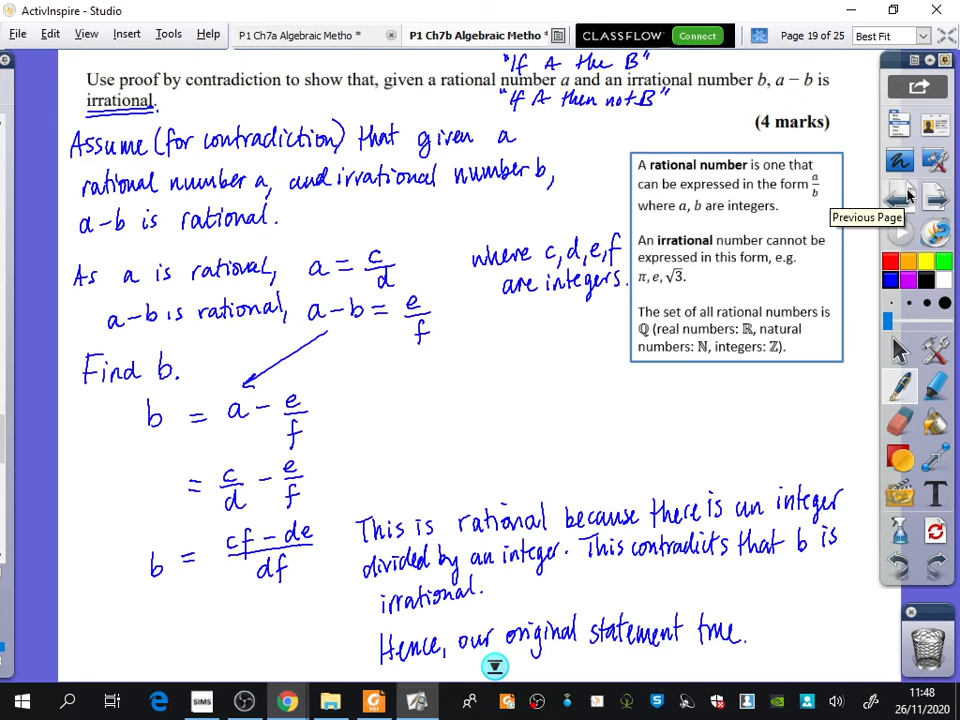 ActivInspire - Studio
File Edit View Insert Tools Help P1 Ch7a Algebraic Metho * P1 Ch7b Algebraic Metho* CLASSFLOW Connect Page 19 of 25 Best Fit
"If A the B"
Use proof by contradiction to show that, given a rational number a and an irrational number b, a − b is
irrational.
"If A then not B"
(4 marks)
Assume (for contradiction) that given a
rational number a, and irrational number b,
a-b is rational.
A rational number is one that
can be expressed in the form a/b
where a, b are integers.
An irrational number cannot be
expressed in this form, e.g.
π, e, √3.
The set of all rational numbers is
ℚ (real numbers: ℝ, natural
numbers: ℕ, integers: ℤ).
Previous Page
As a is rational, a = c/d
a-b is rational, a-b = e/f
where c,d,e,f
are integers.
Find b.
b = a - e/f
= c/d - e/f
b = cf-de/df
This is rational because there is an integer
divided by an integer. This contradicts that b is
irrational.
Hence, our original statement true.
T
SIMS
11:48
26/11/2020